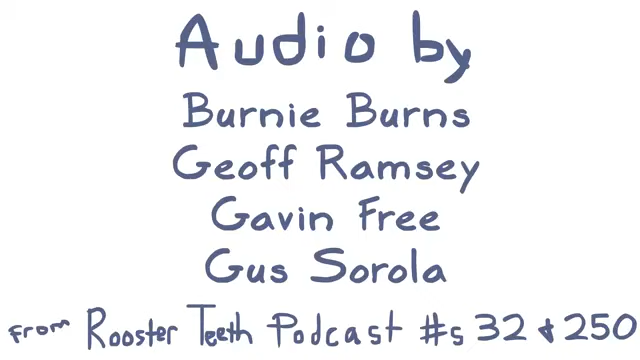 Audio by
Burnie Burns
Geoff Ramsey
Gavin Free
Gus Sorola
from Rooster Teeth Podcast #s 32 & 250